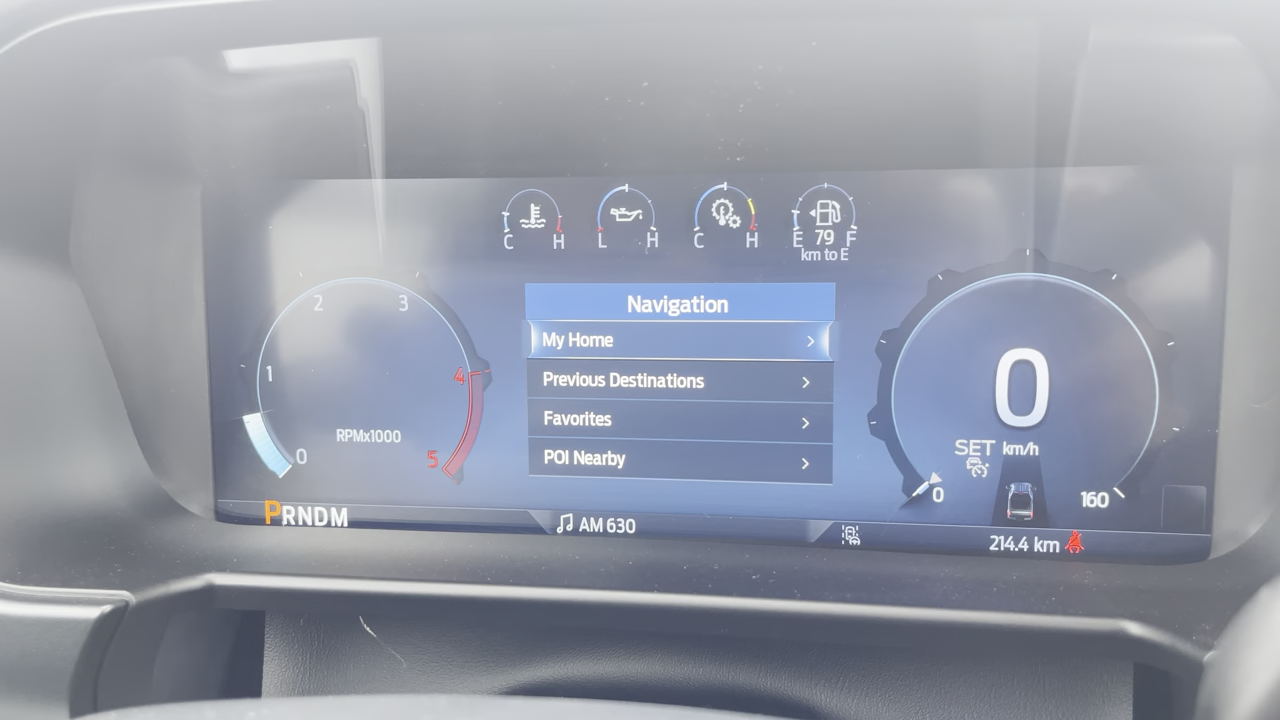 C H
L H
C H
E 79 F
km to E
Navigation
My Home
Previous Destinations
Favorites
POI Nearby
0
1
2
3
4
5
RPMx1000
0
SET km/h
0
160
PRNDM
AM 630
214.4 km